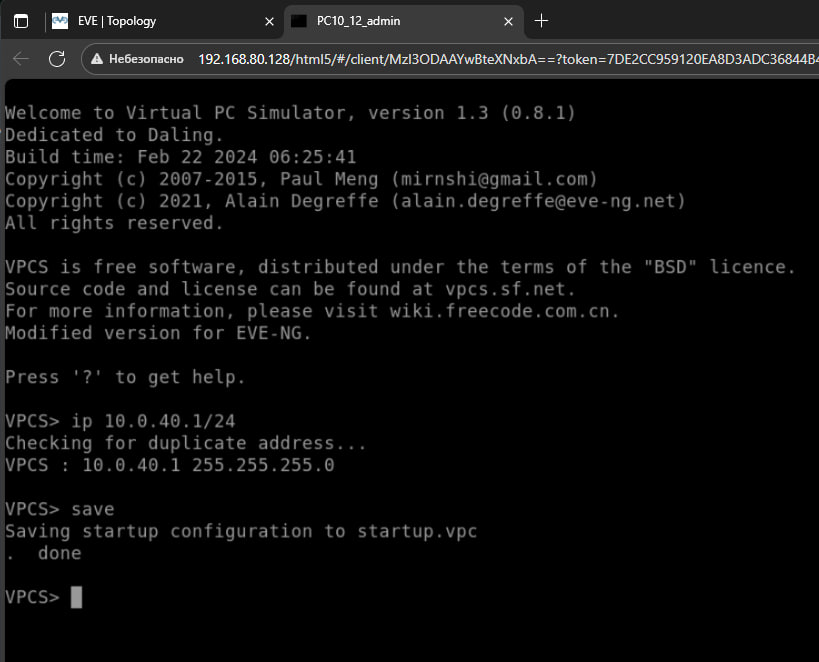 EVE | Topology
PC10_12_admin
Небезопасно 192.168.80.128/html5/#/client/MzI3ODAAYwBteXNxbA==?token=7DE2CC959120EA8D3ADC36844B4
Welcome to Virtual PC Simulator, version 1.3 (0.8.1)
Dedicated to Daling.
Build time: Feb 22 2024 06:25:41
Copyright (c) 2007-2015, Paul Meng (mirnshi@gmail.com)
Copyright (c) 2021, Alain Degreffe (alain.degreffe@eve-ng.net)
All rights reserved.
VPCS is free software, distributed under the terms of the "BSD" licence.
Source code and license can be found at vpcs.sf.net.
For more information, please visit wiki.freecode.com.cn.
Modified version for EVE-NG.
Press '?' to get help.
VPCS> ip 10.0.40.1/24
Checking for duplicate address...
VPCS : 10.0.40.1 255.255.255.0
VPCS> save
Saving startup configuration to startup.vpc
.  done
VPCS>